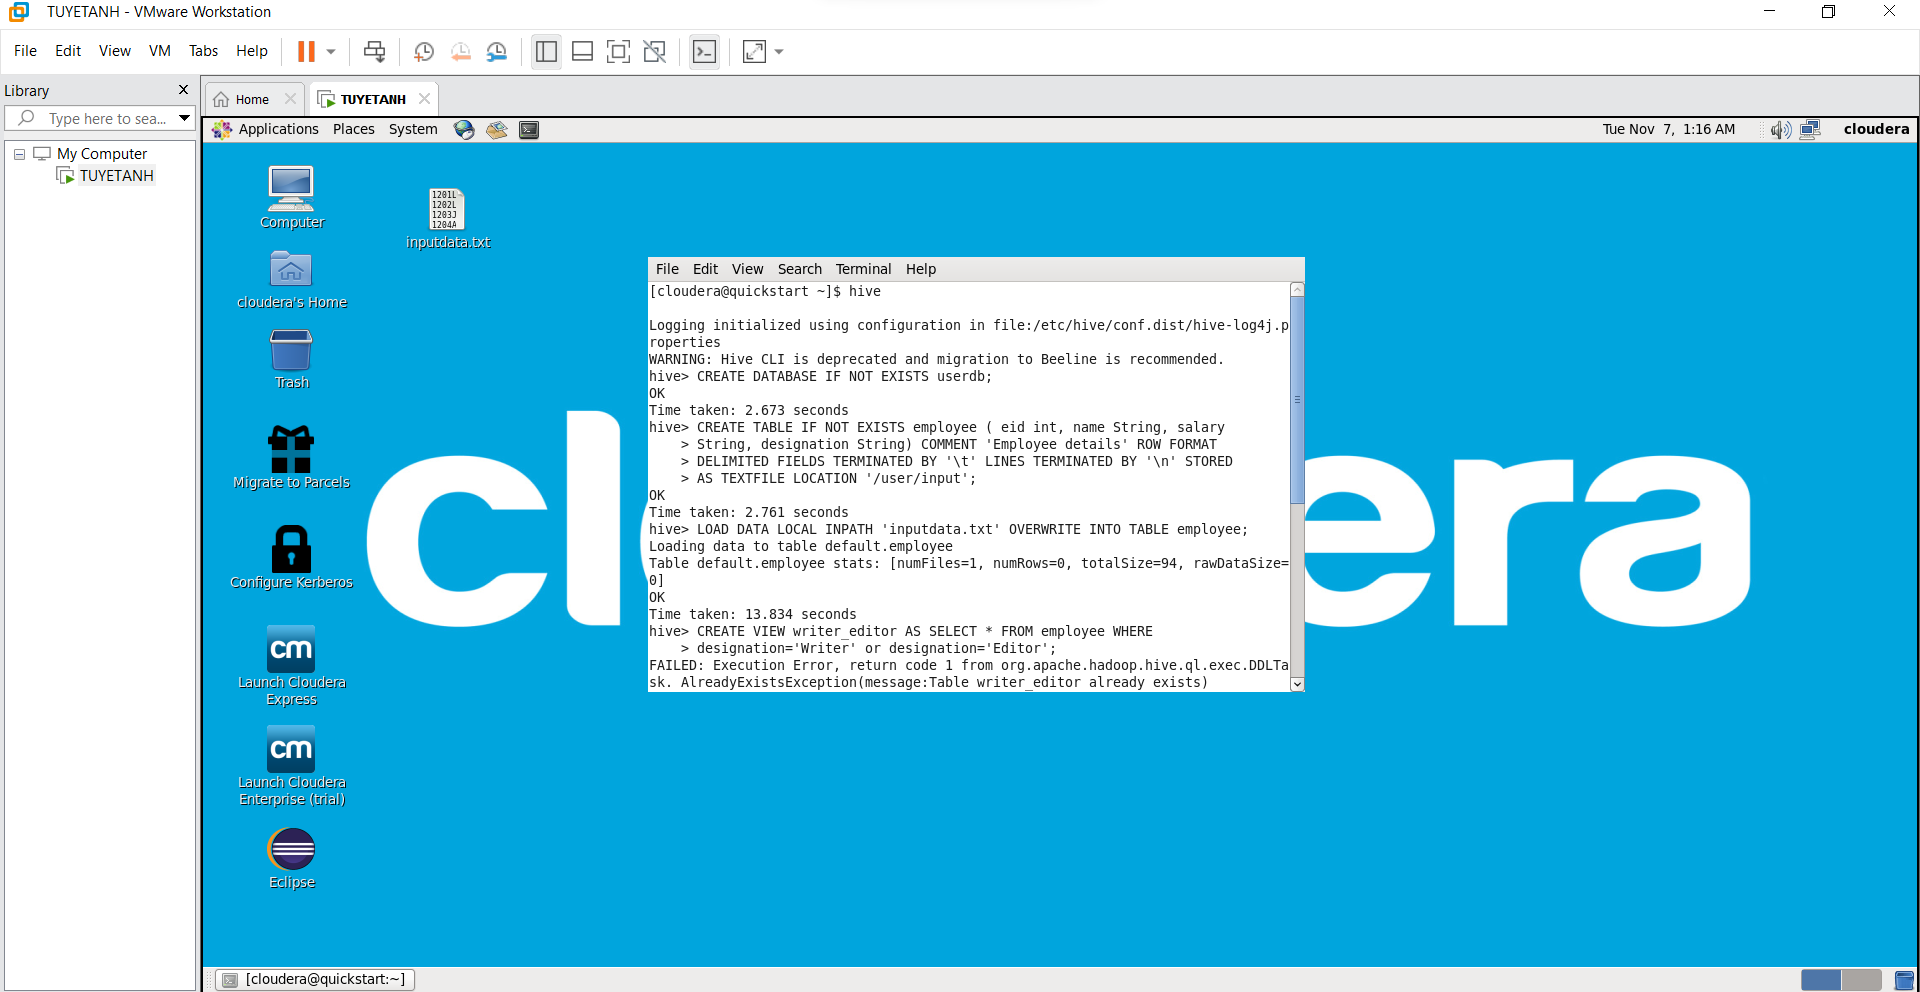 TUYETANH - VMware Workstation
File Edit View VM Tabs Help
Library
Type here to sea...
My Computer
TUYETANH
Home
TUYETANH
Applications Places System
Tue Nov 7, 1:16 AM
cloudera
Computer
1201L
1202L
1203J
1204A
inputdata.txt
cloudera's Home
Trash
Migrate to Parcels
Configure Kerberos
cm
Launch Cloudera
Express
cm
Launch Cloudera
Enterprise (trial)
Eclipse
cl
era
File Edit View Search Terminal Help
[cloudera@quickstart ~]$ hive
Logging initialized using configuration in file:/etc/hive/conf.dist/hive-log4j.p
roperties
WARNING: Hive CLI is deprecated and migration to Beeline is recommended.
hive> CREATE DATABASE IF NOT EXISTS userdb;
OK
Time taken: 2.673 seconds
hive> CREATE TABLE IF NOT EXISTS employee ( eid int, name String, salary
    > String, designation String) COMMENT 'Employee details' ROW FORMAT
    > DELIMITED FIELDS TERMINATED BY '\t' LINES TERMINATED BY '\n' STORED
    > AS TEXTFILE LOCATION '/user/input';
OK
Time taken: 2.761 seconds
hive> LOAD DATA LOCAL INPATH 'inputdata.txt' OVERWRITE INTO TABLE employee;
Loading data to table default.employee
Table default.employee stats: [numFiles=1, numRows=0, totalSize=94, rawDataSize=
0]
OK
Time taken: 13.834 seconds
hive> CREATE VIEW writer_editor AS SELECT * FROM employee WHERE
    > designation='Writer' or designation='Editor';
FAILED: Execution Error, return code 1 from org.apache.hadoop.hive.ql.exec.DDLTa
sk. AlreadyExistsException(message:Table writer_editor already exists)
[cloudera@quickstart:~]